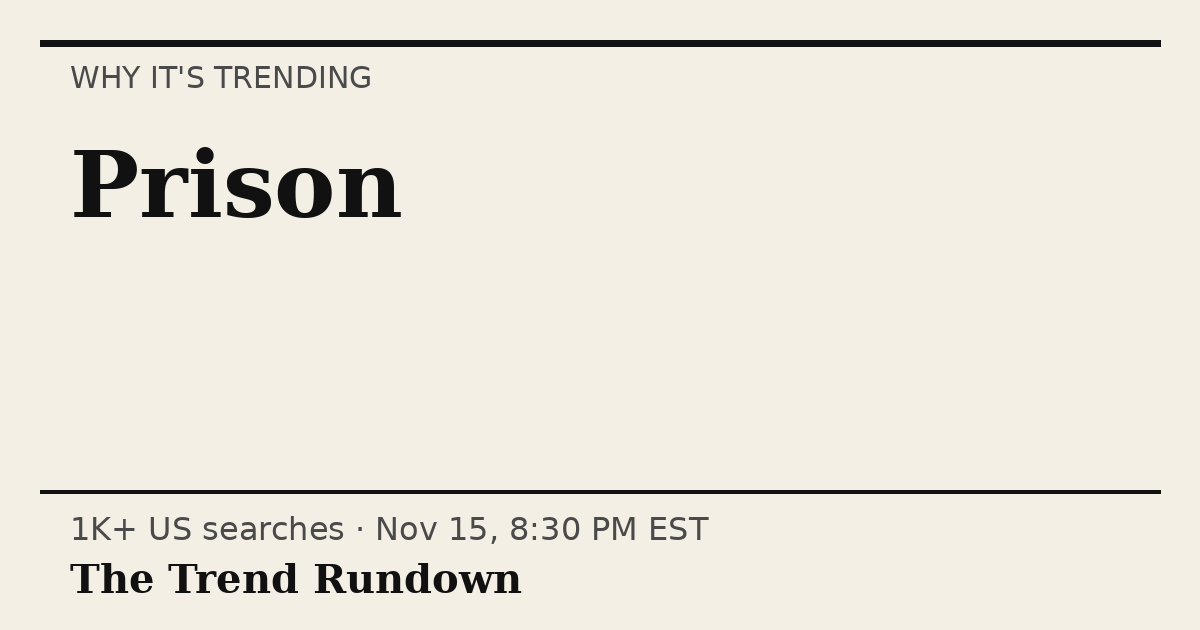 WHY IT'S TRENDING
Prison
1K+ US searches · Nov 15, 8:30 PM EST
The Trend Rundown